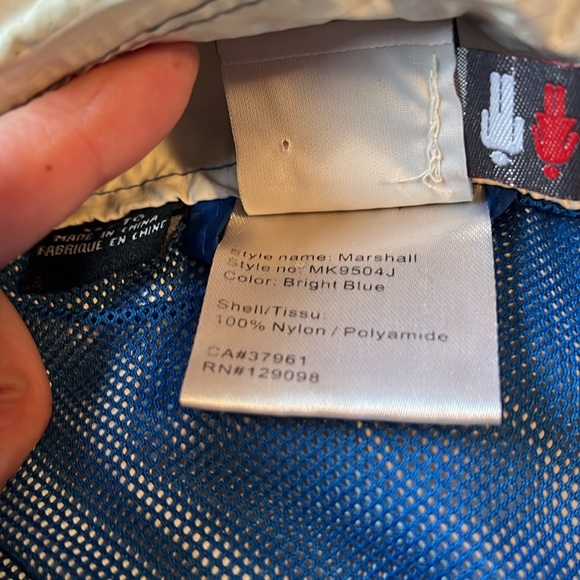 MADE IN CHINA
FABRIQUE EN CHINE
Style name: Marshall
Style no: MK9504J
Color: Bright Blue
Shell/Tissu:
100% Nylon / Polyamide
CA#37961
RN#129098